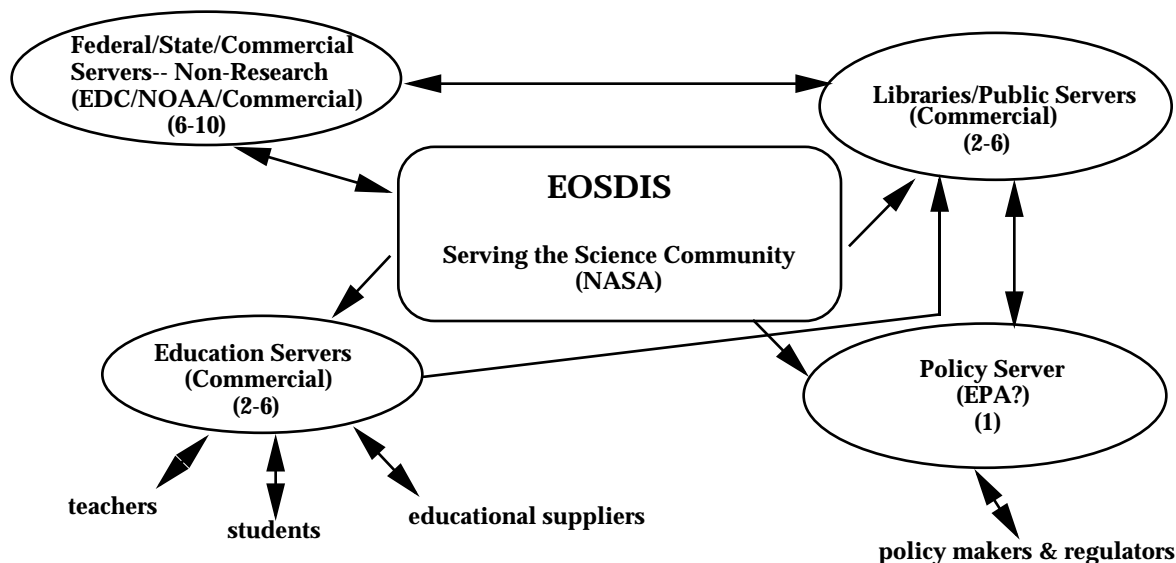 Federal/State/Commercial
Servers-- Non-Research
(EDC/NOAA/Commercial)
(6-10)
Libraries/Public Servers
(Commercial)
(2-6)
EOSDIS
Serving the Science Community
(NASA)
Education Servers
(Commercial)
(2-6)
Policy Server
(EPA?)
(1)
teachers
students
educational suppliers
policy makers & regulators